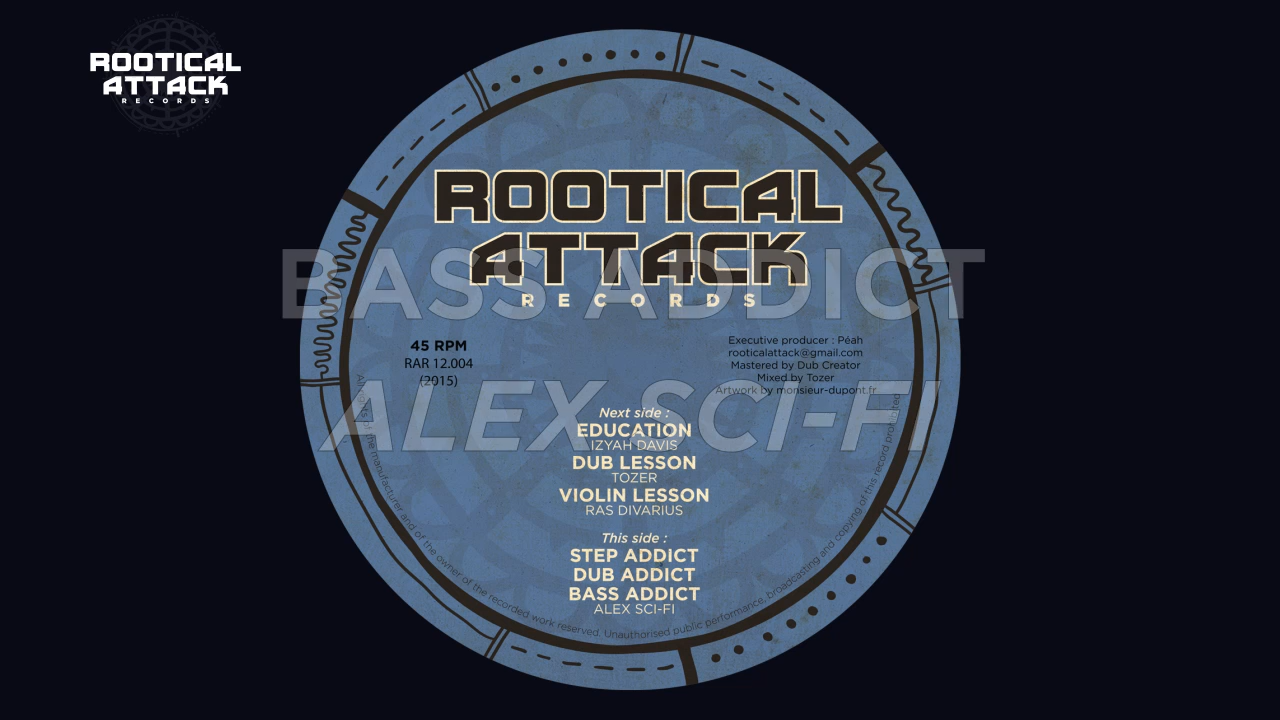 ROOTICAL
ATTACK
RECORDS
ROOTICAL
ATTACK
RECORDS
BASS ADDICT
45 RPM
RAR 12.004
(2015)
Executive producer : Péah
rooticalattack@gmail.com
Mastered by Dub Creator
Mixed by Tozer
Artwork by monsieur-dupont.fr
ALEX SCI-FI
Next side :
EDUCATION
IZYAH DAVIS
DUB LESSON
TOZER
VIOLIN LESSON
RAS DIVARIUS
This side :
STEP ADDICT
DUB ADDICT
BASS ADDICT
ALEX SCI-FI
All rights of the manufacturer and of the owner of the recorded work reserved. Unauthorised public performance, broadcasting and copying of this record prohibited